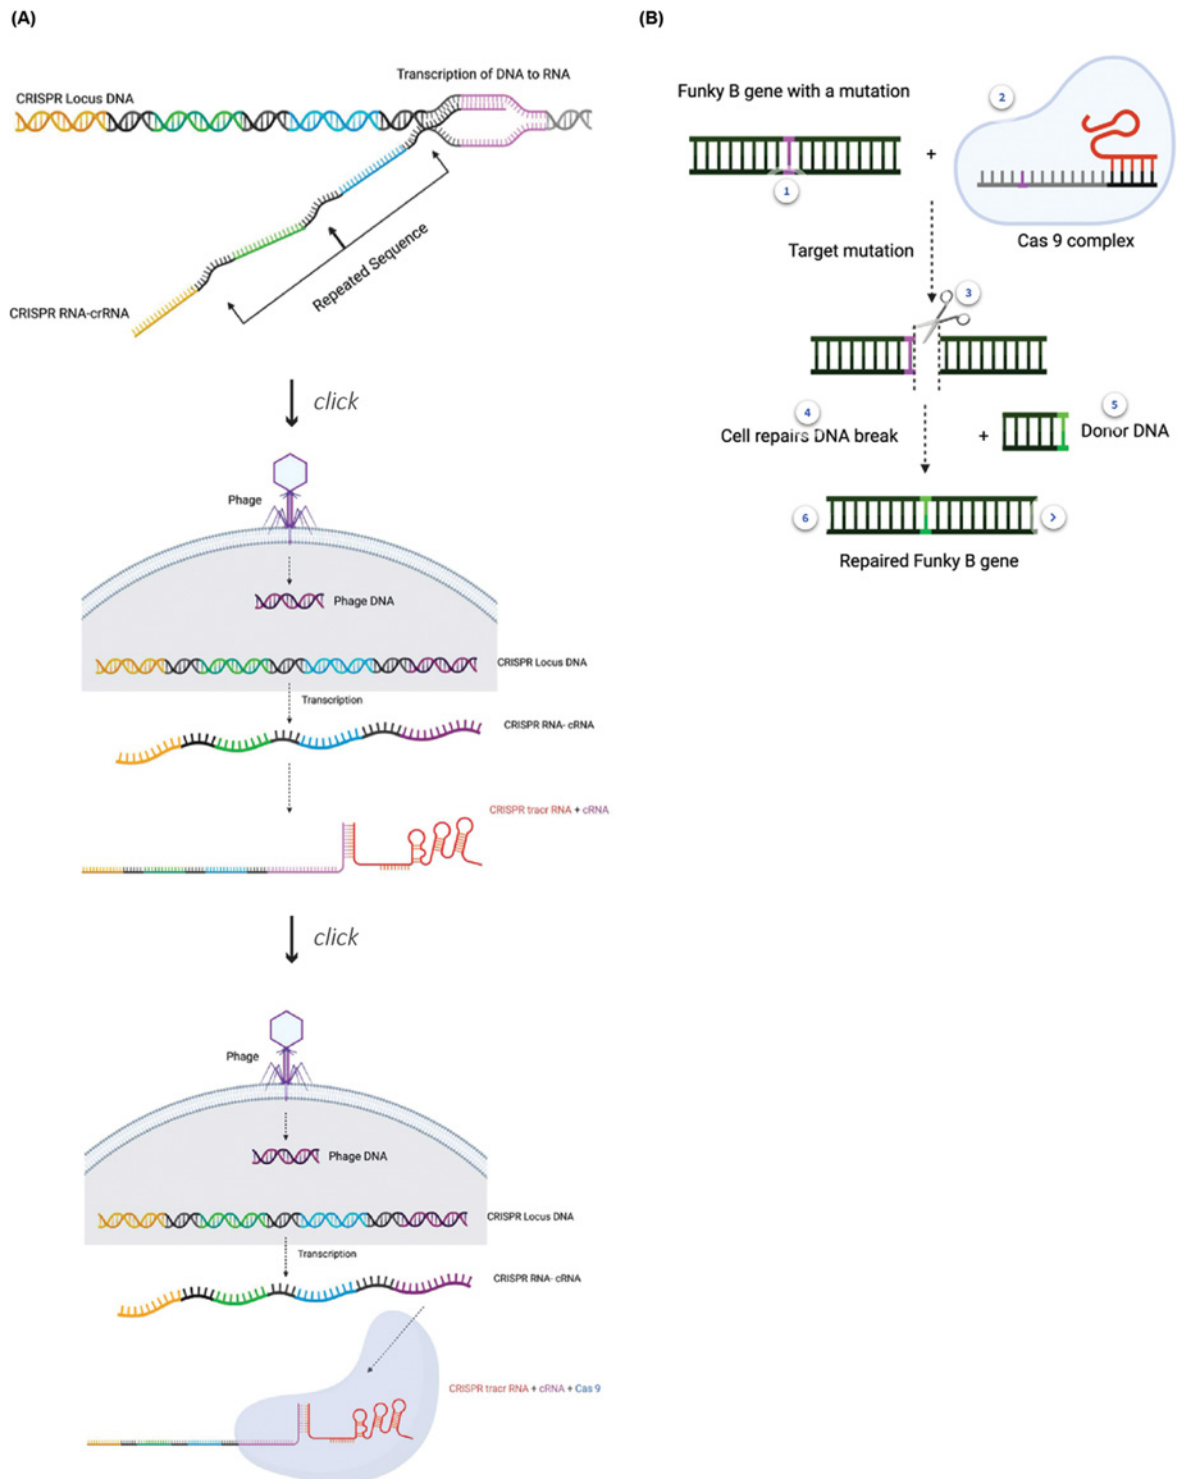 (A)
Transcription of DNA to RNA
CRISPR Locus DNA
Repeated Sequence
CRISPR RNA-crRNA
click
Phage
Phage DNA
CRISPR Locus DNA
Transcription
CRISPR RNA- cRNA
CRISPR tracr RNA + cRNA
click
Phage
Phage DNA
CRISPR Locus DNA
Transcription
CRISPR RNA- cRNA
CRISPR tracr RNA + cRNA + Cas 9
(B)
Funky B gene with a mutation
2
+
1
Cas 9 complex
Target mutation
3
4
5
Cell repairs DNA break
+
Donor DNA
6
Repaired Funky B gene